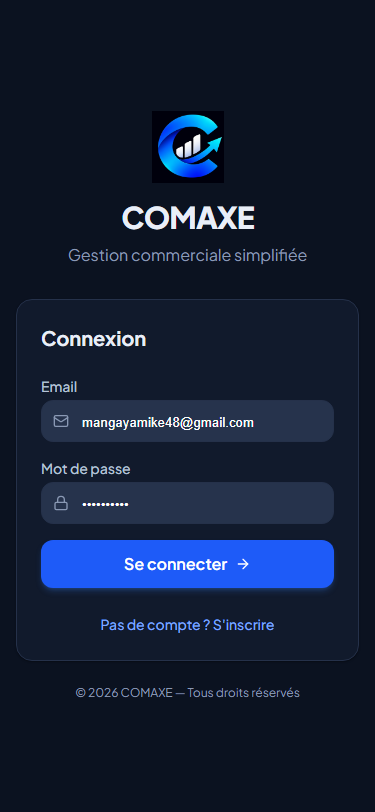 COMAXE
Gestion commerciale simplifiée
Connexion
Email
mangayamike48@gmail.com
Mot de passe
••••••••••
Se connecter →
Pas de compte ? S'inscrire
© 2026 COMAXE — Tous droits réservés